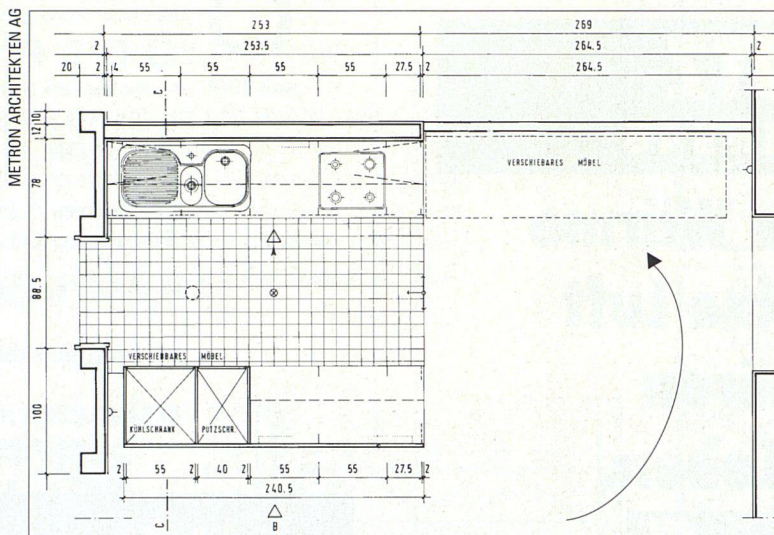 METRON ARCHITEKTEN AG
253 269
2 253.5 264.5 2
20 2 4 55 55 55 55 27.5 2 264.5
C
12 10
78
88.5
100
VERSCHIEBBARES MÖBEL
A
VERSCHIEBBARES MÖBEL
KÜHLSCHRANK PUTZSCHR.
2 55 2 40 2 55 55 27.5 2
240.5
C
B